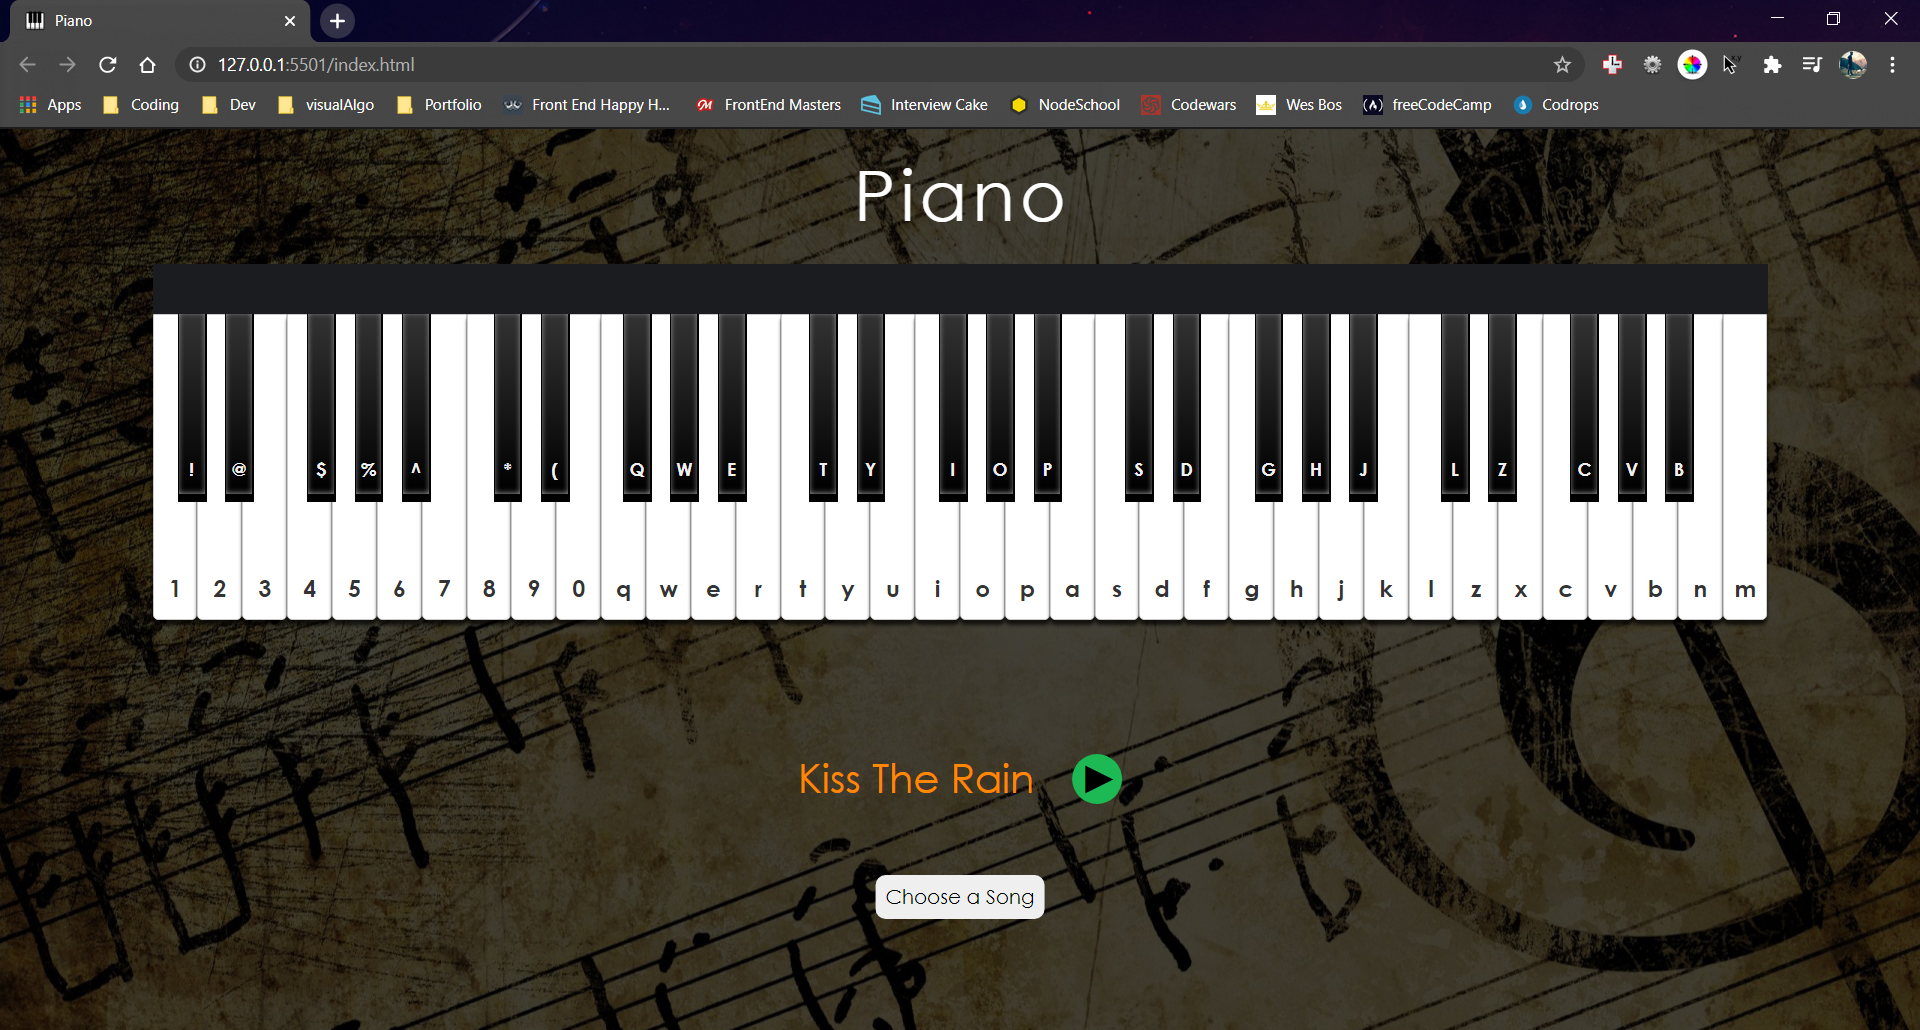 Piano
127.0.0.1:5501/index.html
Apps Coding Dev visualAlgo Portfolio Front End Happy H... FrontEnd Masters Interview Cake NodeSchool Codewars Wes Bos freeCodeCamp Codrops
Piano
! @ $ % ^ * ( Q W E T Y I O P S D G H J L Z C V B
1 2 3 4 5 6 7 8 9 0 q w e r t y u i o p a s d f g h j k l z x c v b n m
Kiss The Rain
Choose a Song